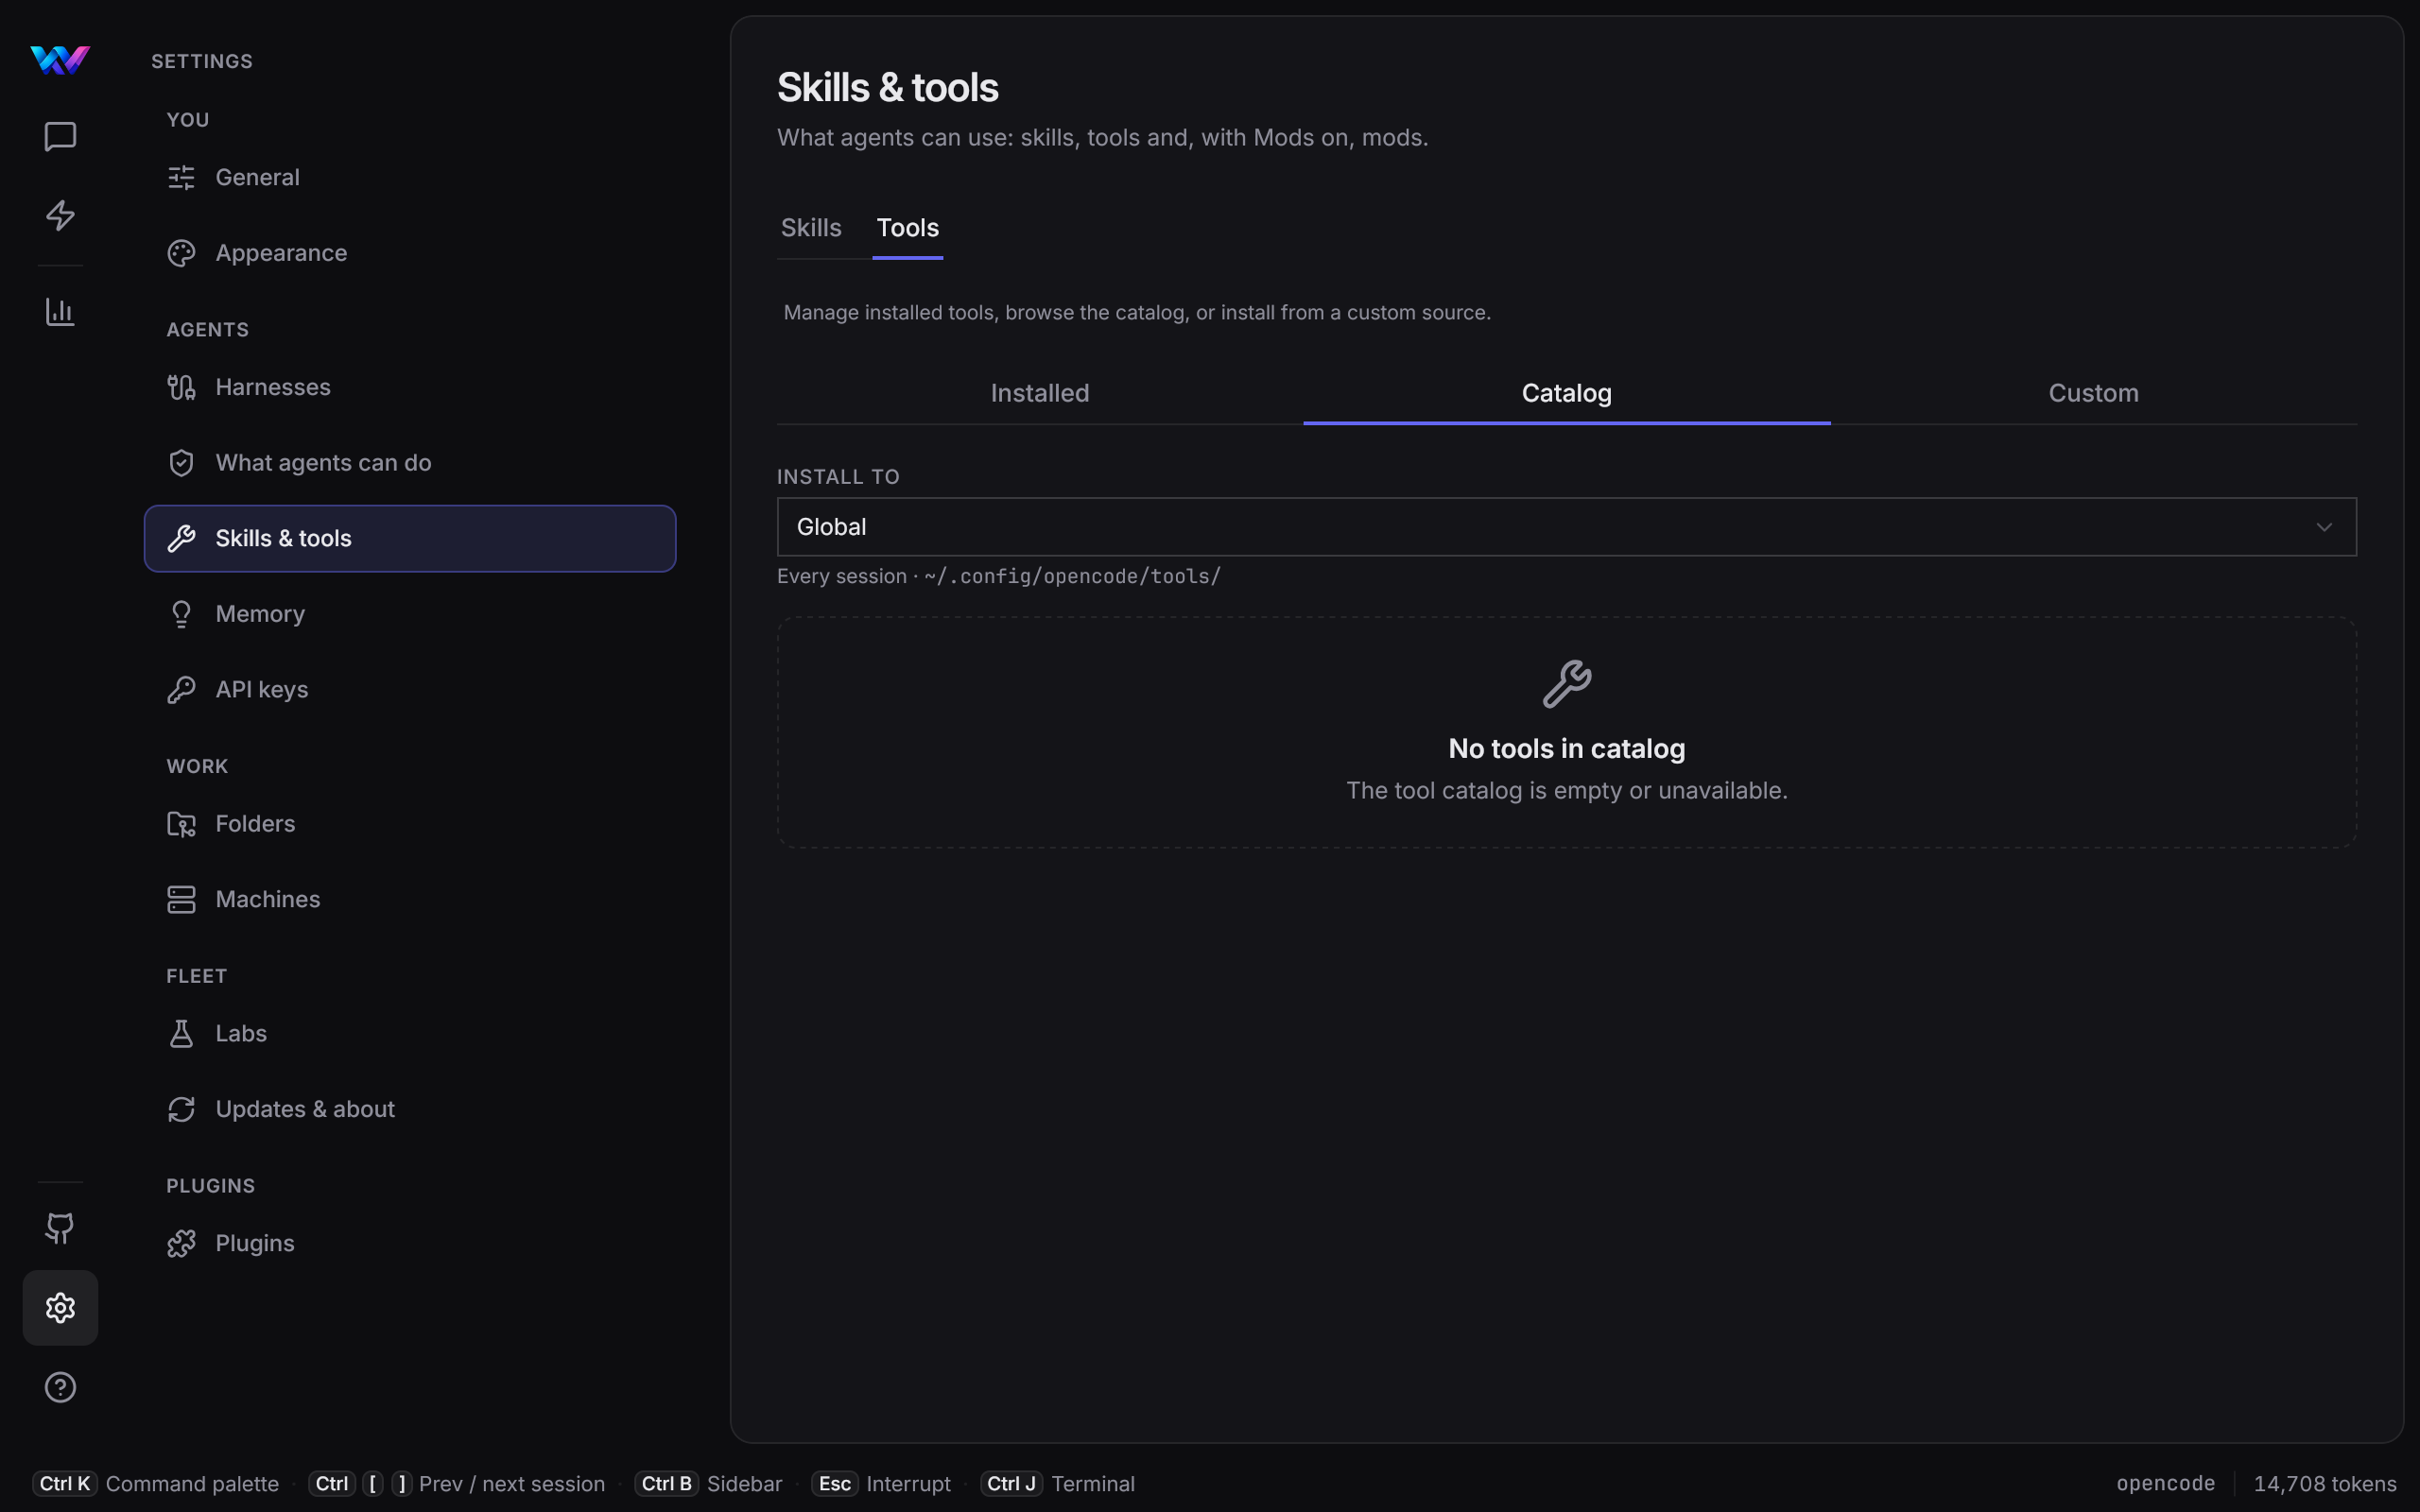 SETTINGS
YOU
General
Appearance
AGENTS
Harnesses
What agents can do
Skills & tools
Memory
API keys
WORK
Folders
Machines
FLEET
Labs
Updates & about
PLUGINS
Plugins
Skills & tools
What agents can use: skills, tools and, with Mods on, mods.
Skills Tools
Manage installed tools, browse the catalog, or install from a custom source.
Installed Catalog Custom
INSTALL TO
Global
Every session · ~/.config/opencode/tools/
No tools in catalog
The tool catalog is empty or unavailable.
Ctrl K Command palette · Ctrl [ ] Prev / next session · Ctrl B Sidebar · Esc Interrupt · Ctrl J Terminal
opencode 14,708 tokens